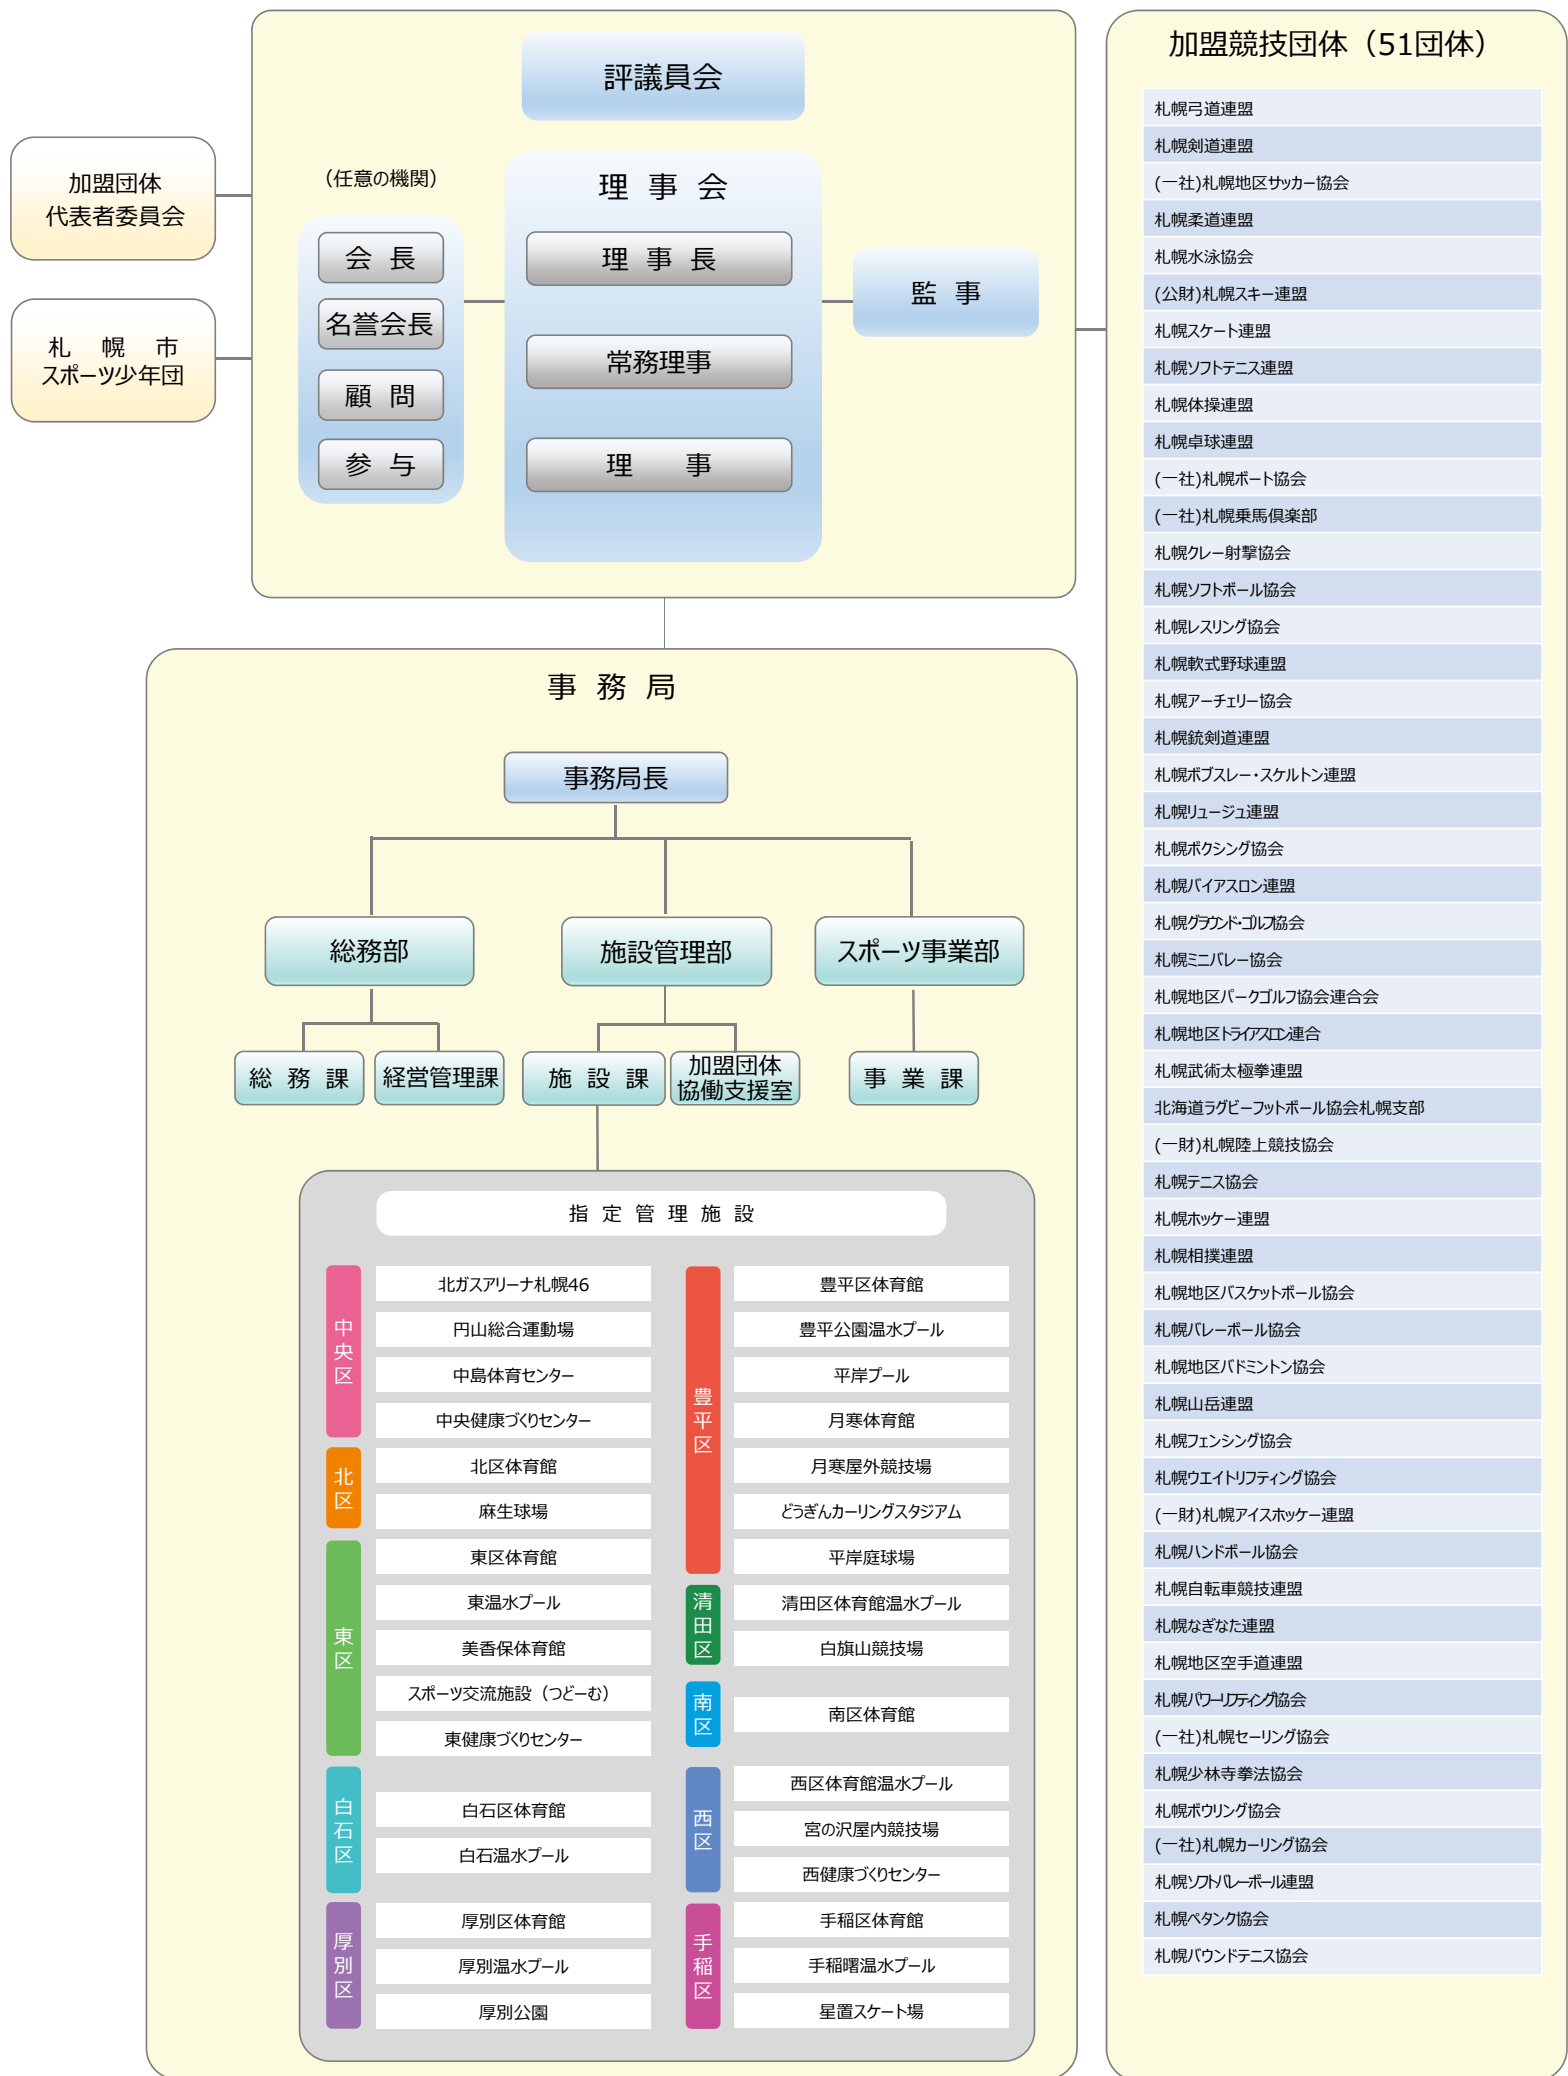 評議員会
加盟団体
代表者委員会
札幌市
スポーツ少年団
（任意の機関）
会長
名誉会長
顧問
参与
理事会
理事長
常務理事
理事
監事
事務局
事務局長
総務部
施設管理部
スポーツ事業部
総務課
経営管理課
施設課
加盟団体
協働支援室
事業課
指定管理施設
中央区
北ガスアリーナ札幌46
円山総合運動場
中島体育センター
中央健康づくりセンター
北区
北区体育館
麻生球場
東区
東区体育館
東温水プール
美香保体育館
スポーツ交流施設（つどーむ）
東健康づくりセンター
白石区
白石区体育館
白石温水プール
厚別区
厚別区体育館
厚別温水プール
厚別公園
豊平区
豊平区体育館
豊平公園温水プール
平岸プール
月寒体育館
月寒屋外競技場
どうぎんカーリングスタジアム
平岸庭球場
清田区
清田区体育館温水プール
白旗山競技場
南区
南区体育館
西区
西区体育館温水プール
宮の沢屋内競技場
西健康づくりセンター
手稲区
手稲区体育館
手稲曙温水プール
星置スケート場
加盟競技団体（51団体）
札幌弓道連盟
札幌剣道連盟
(一社)札幌地区サッカー協会
札幌柔道連盟
札幌水泳協会
(公財)札幌スキー連盟
札幌スケート連盟
札幌ソフトテニス連盟
札幌体操連盟
札幌卓球連盟
(一社)札幌ボート協会
(一社)札幌乗馬倶楽部
札幌クレー射撃協会
札幌ソフトボール協会
札幌レスリング協会
札幌軟式野球連盟
札幌アーチェリー協会
札幌銃剣道連盟
札幌ボブスレー・スケルトン連盟
札幌リュージュ連盟
札幌ボクシング協会
札幌バイアスロン連盟
札幌グラウンド・ゴルフ協会
札幌ミニバレー協会
札幌地区パークゴルフ協会連合会
札幌地区トライアスロン連合
札幌武術太極拳連盟
北海道ラグビーフットボール協会札幌支部
(一財)札幌陸上競技協会
札幌テニス協会
札幌ホッケー連盟
札幌相撲連盟
札幌地区バスケットボール協会
札幌バレーボール協会
札幌地区バドミントン協会
札幌山岳連盟
札幌フェンシング協会
札幌ウエイトリフティング協会
(一財)札幌アイスホッケー連盟
札幌ハンドボール協会
札幌自転車競技連盟
札幌なぎなた連盟
札幌地区空手道連盟
札幌パワーリフティング協会
(一社)札幌セーリング協会
札幌少林寺拳法協会
札幌ボウリング協会
(一社)札幌カーリング協会
札幌ソフトバレーボール連盟
札幌ペタンク協会
札幌バウンドテニス協会